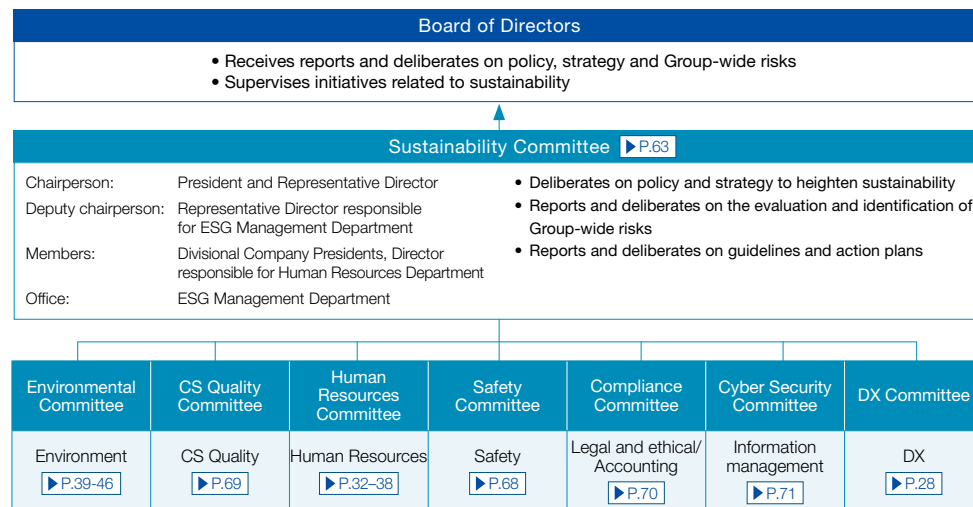 Board of Directors
• Receives reports and deliberates on policy, strategy and Group-wide risks
• Supervises initiatives related to sustainability
Sustainability Committee ▶P.63
Chairperson: President and Representative Director
Deputy chairperson: Representative Director responsible
for ESG Management Department
Members: Divisional Company Presidents, Director
responsible for Human Resources Department
Office: ESG Management Department
• Deliberates on policy and strategy to heighten sustainability
• Reports and deliberates on the evaluation and identification of
Group-wide risks
• Reports and deliberates on guidelines and action plans
Environmental
Committee
CS Quality
Committee
Human
Resources
Committee
Safety
Committee
Compliance
Committee
Cyber Security
Committee
DX Committee
Environment
▶P.39-46
CS Quality
▶P.69
Human Resources
▶P.32–38
Safety
▶P.68
Legal and ethical/
Accounting
▶P.70
Information
management
▶P.71
DX
▶P.28